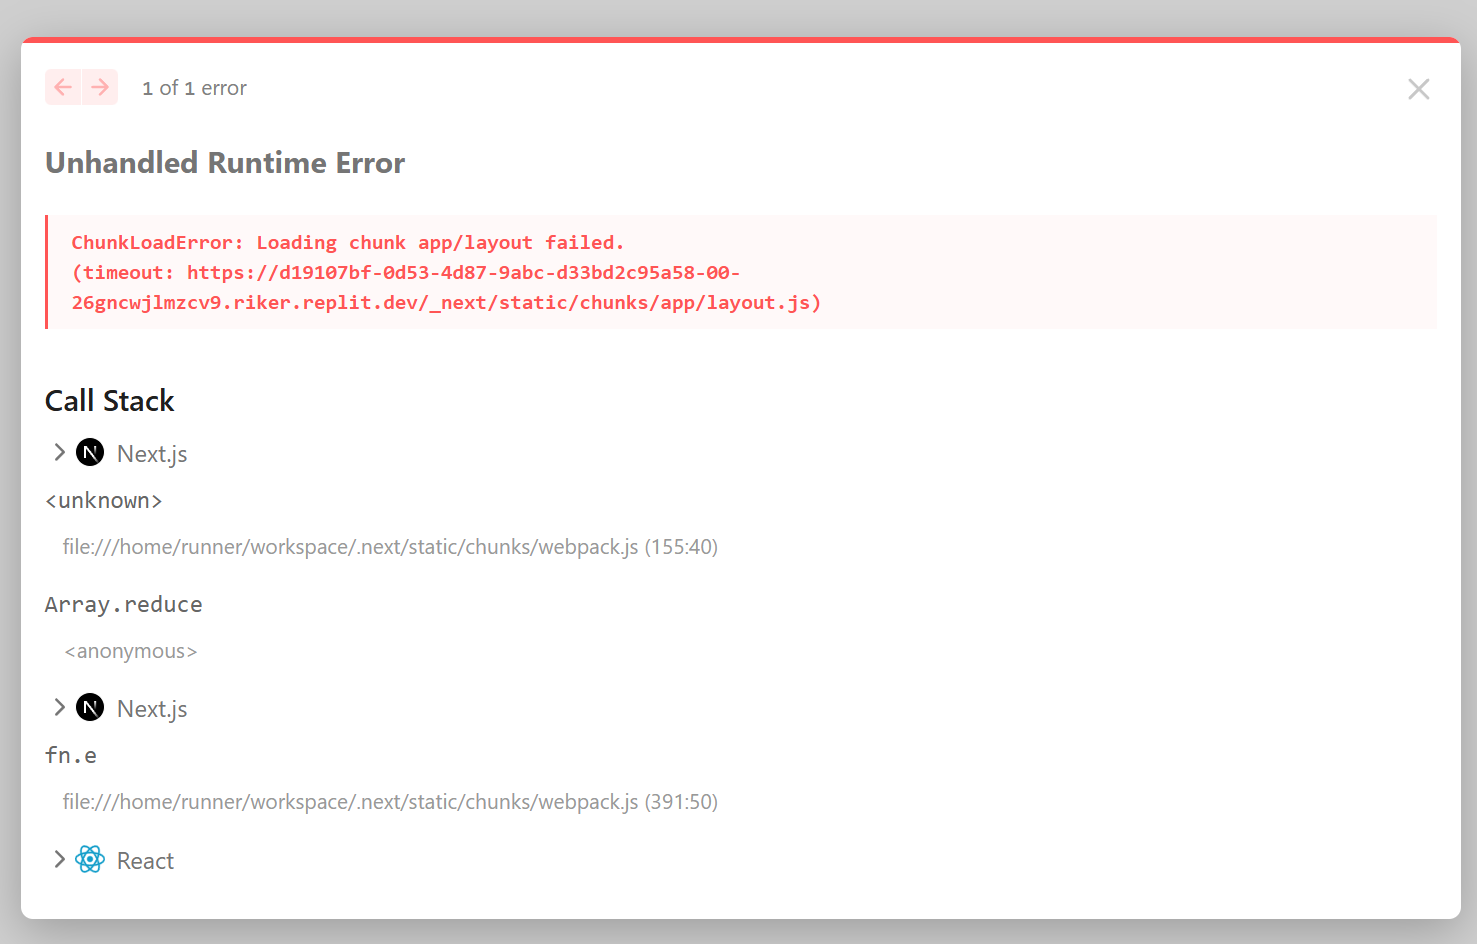 1 of 1 error
Unhandled Runtime Error
ChunkLoadError: Loading chunk app/layout failed.
(timeout: https://d19107bf-0d53-4d87-9abc-d33bd2c95a58-00-
26gncwjlmzcv9.riker.replit.dev/_next/static/chunks/app/layout.js)
Call Stack
N Next.js
<unknown>
file:///home/runner/workspace/.next/static/chunks/webpack.js (155:40)
Array.reduce
<anonymous>
N Next.js
fn.e
file:///home/runner/workspace/.next/static/chunks/webpack.js (391:50)
React